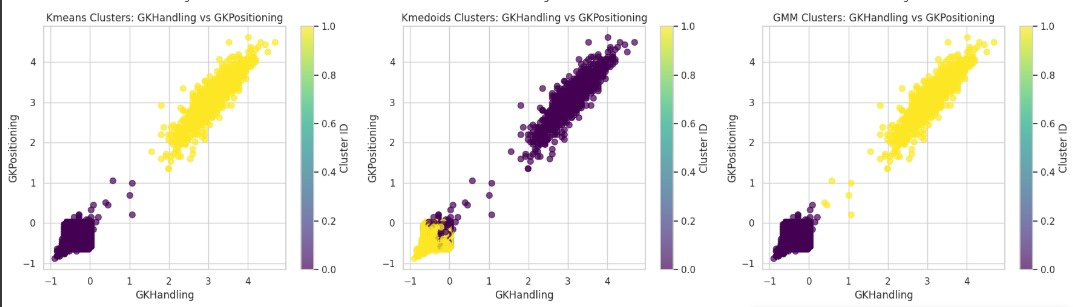 Kmeans Clusters: GKHandling vs GKPositioning
GKPositioning
4
3
2
1
0
−1
−1 0 1 2 3 4
GKHandling
1.0
0.8
0.6
0.4
0.2
0.0
Cluster ID
Kmedoids Clusters: GKHandling vs GKPositioning
GKPositioning
4
3
2
1
0
−1
−1 0 1 2 3 4
GKHandling
1.0
0.8
0.6
0.4
0.2
0.0
Cluster ID
GMM Clusters: GKHandling vs GKPositioning
GKPositioning
4
3
2
1
0
−1
−1 0 1 2 3 4
GKHandling
1.0
0.8
0.6
0.4
0.2
0.0
Cluster ID